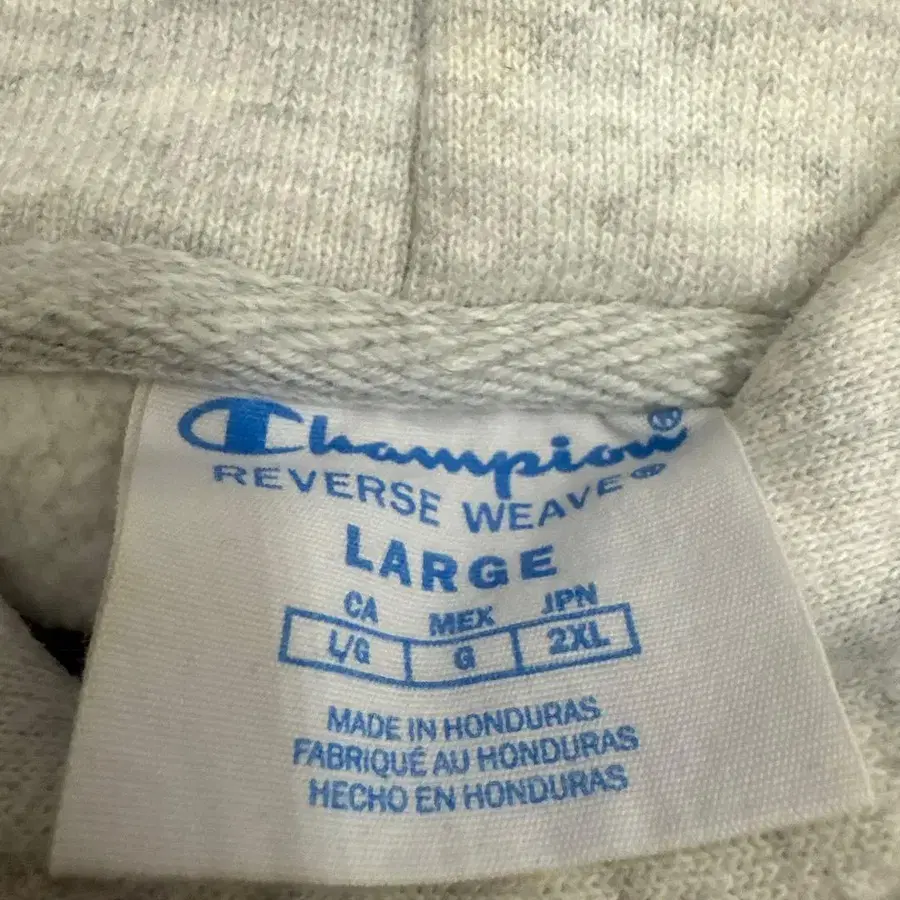 Champion®
REVERSE WEAVE®
LARGE
CA MEX JPN
L/G G 2XL
MADE IN HONDURAS
FABRIQUÉ AU HONDURAS
HECHO EN HONDURAS